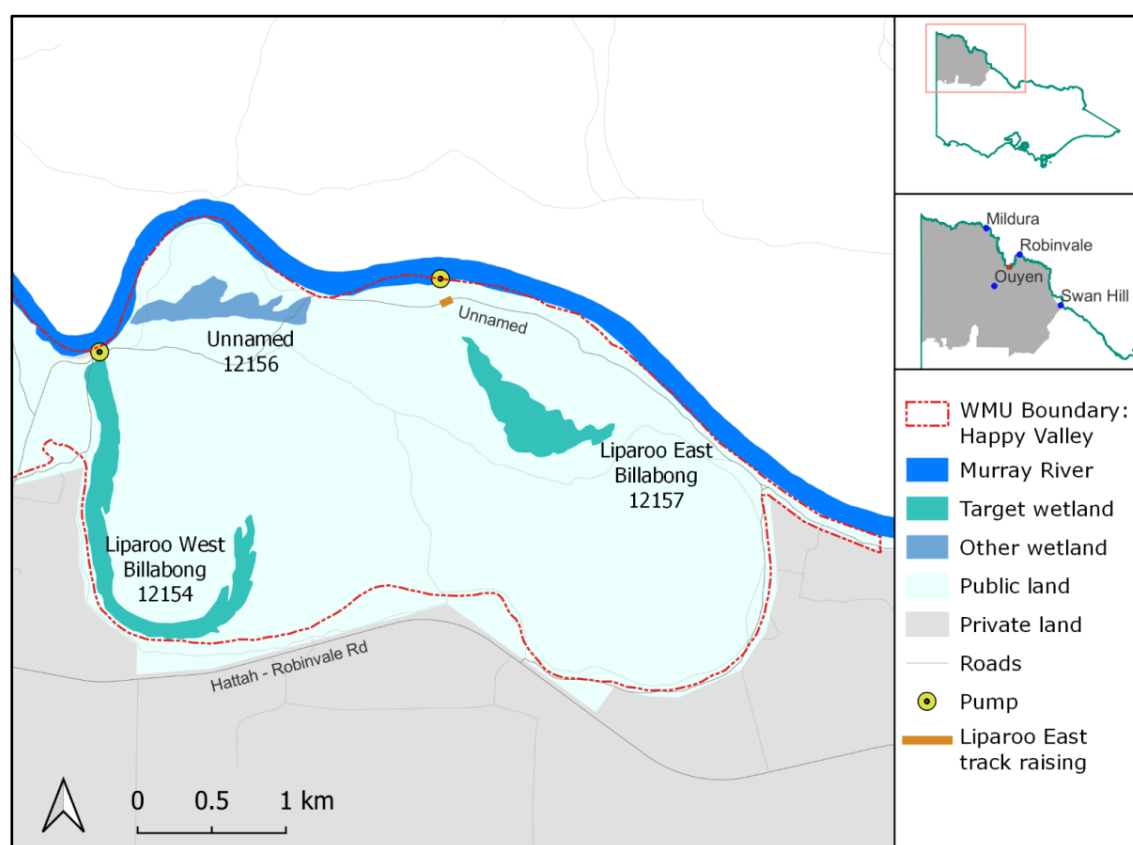 Unnamed
12156
Unnamed
Liparoo East
Billabong
12157
Liparoo West
Billabong
12154
Hattah - Robinvale Rd
0 0.5 1 km
Mildura
Robinvale
Ouyen
Swan Hill
WMU Boundary:
Happy Valley
Murray River
Target wetland
Other wetland
Public land
Private land
Roads
Pump
Liparoo East
track raising